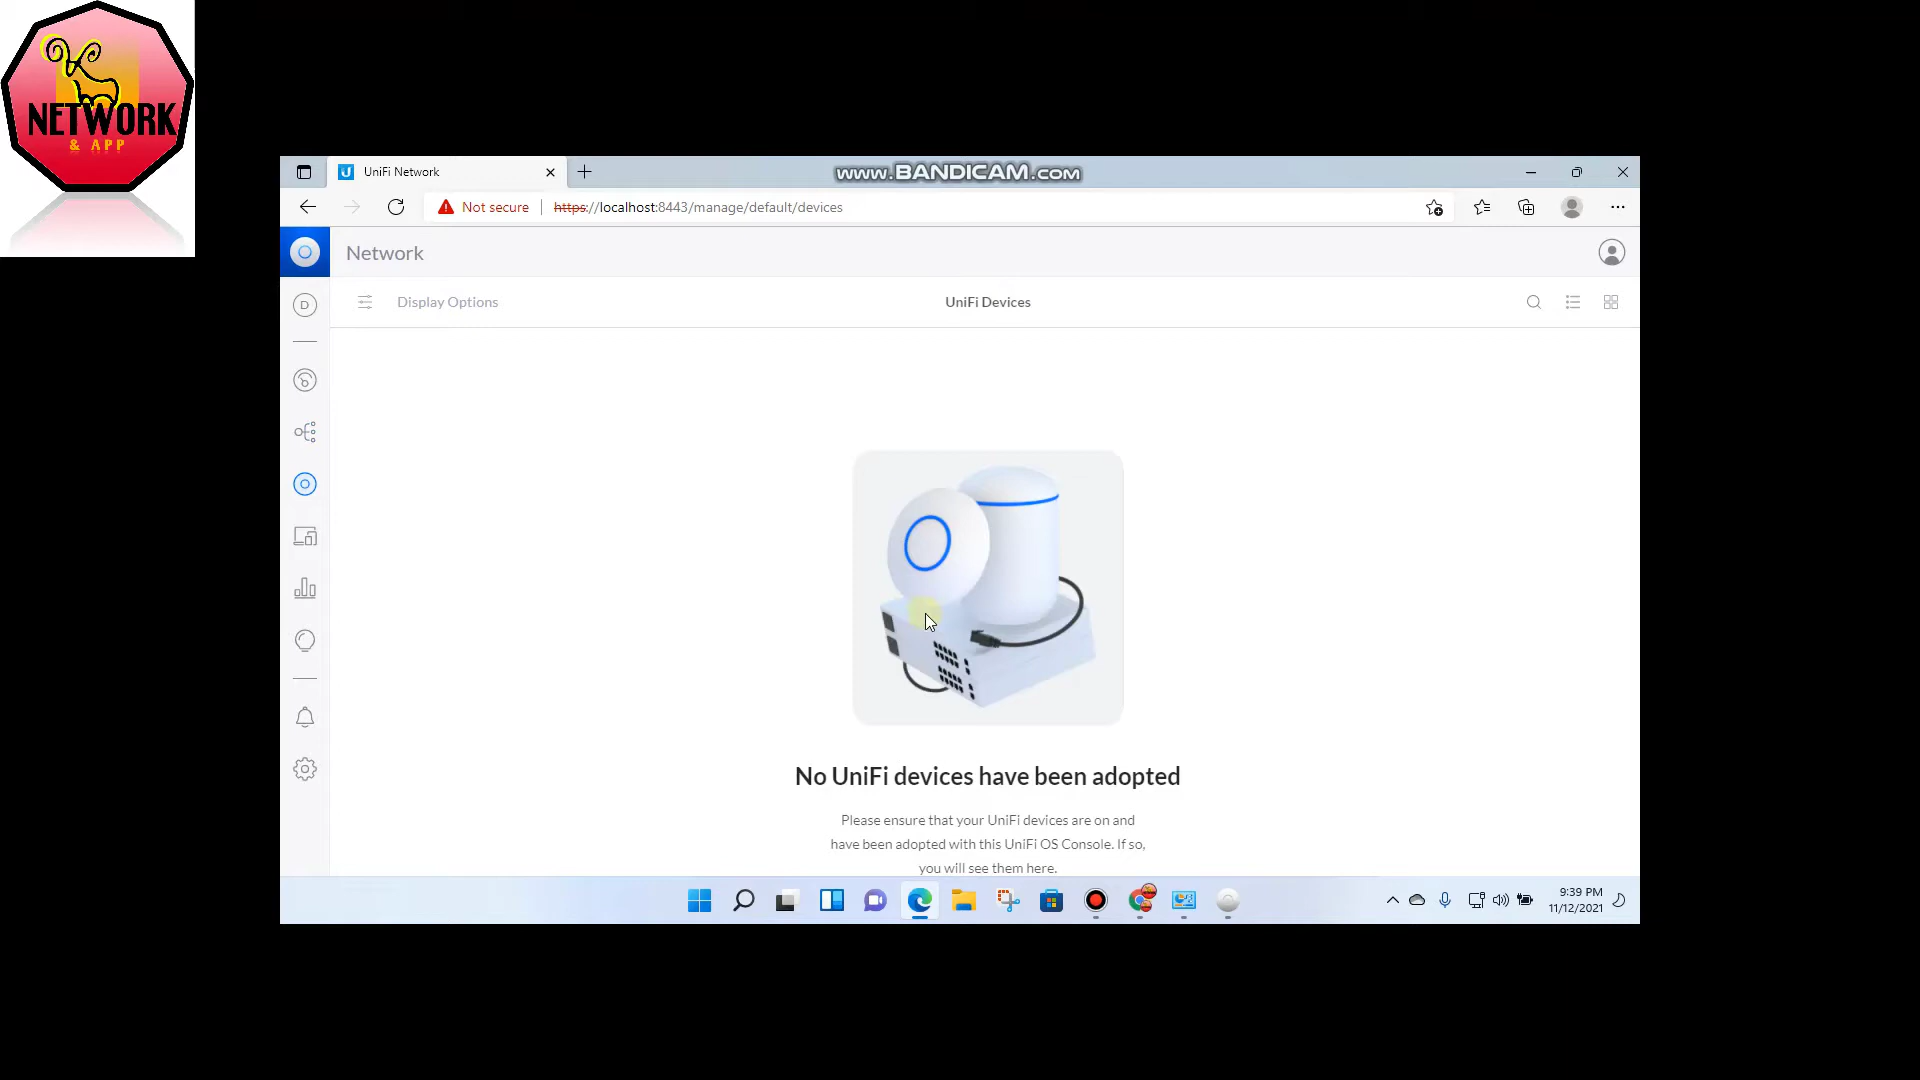 NETWORK
& APP
UniFi Network
www.BANDICAM.com
Not secure
https://localhost:8443/manage/default/devices
Network
D
Display Options
UniFi Devices
No UniFi devices have been adopted
Please ensure that your UniFi devices are on and
have been adopted with this UniFi OS Console. If so,
you will see them here.
9:39 PM
11/12/2021